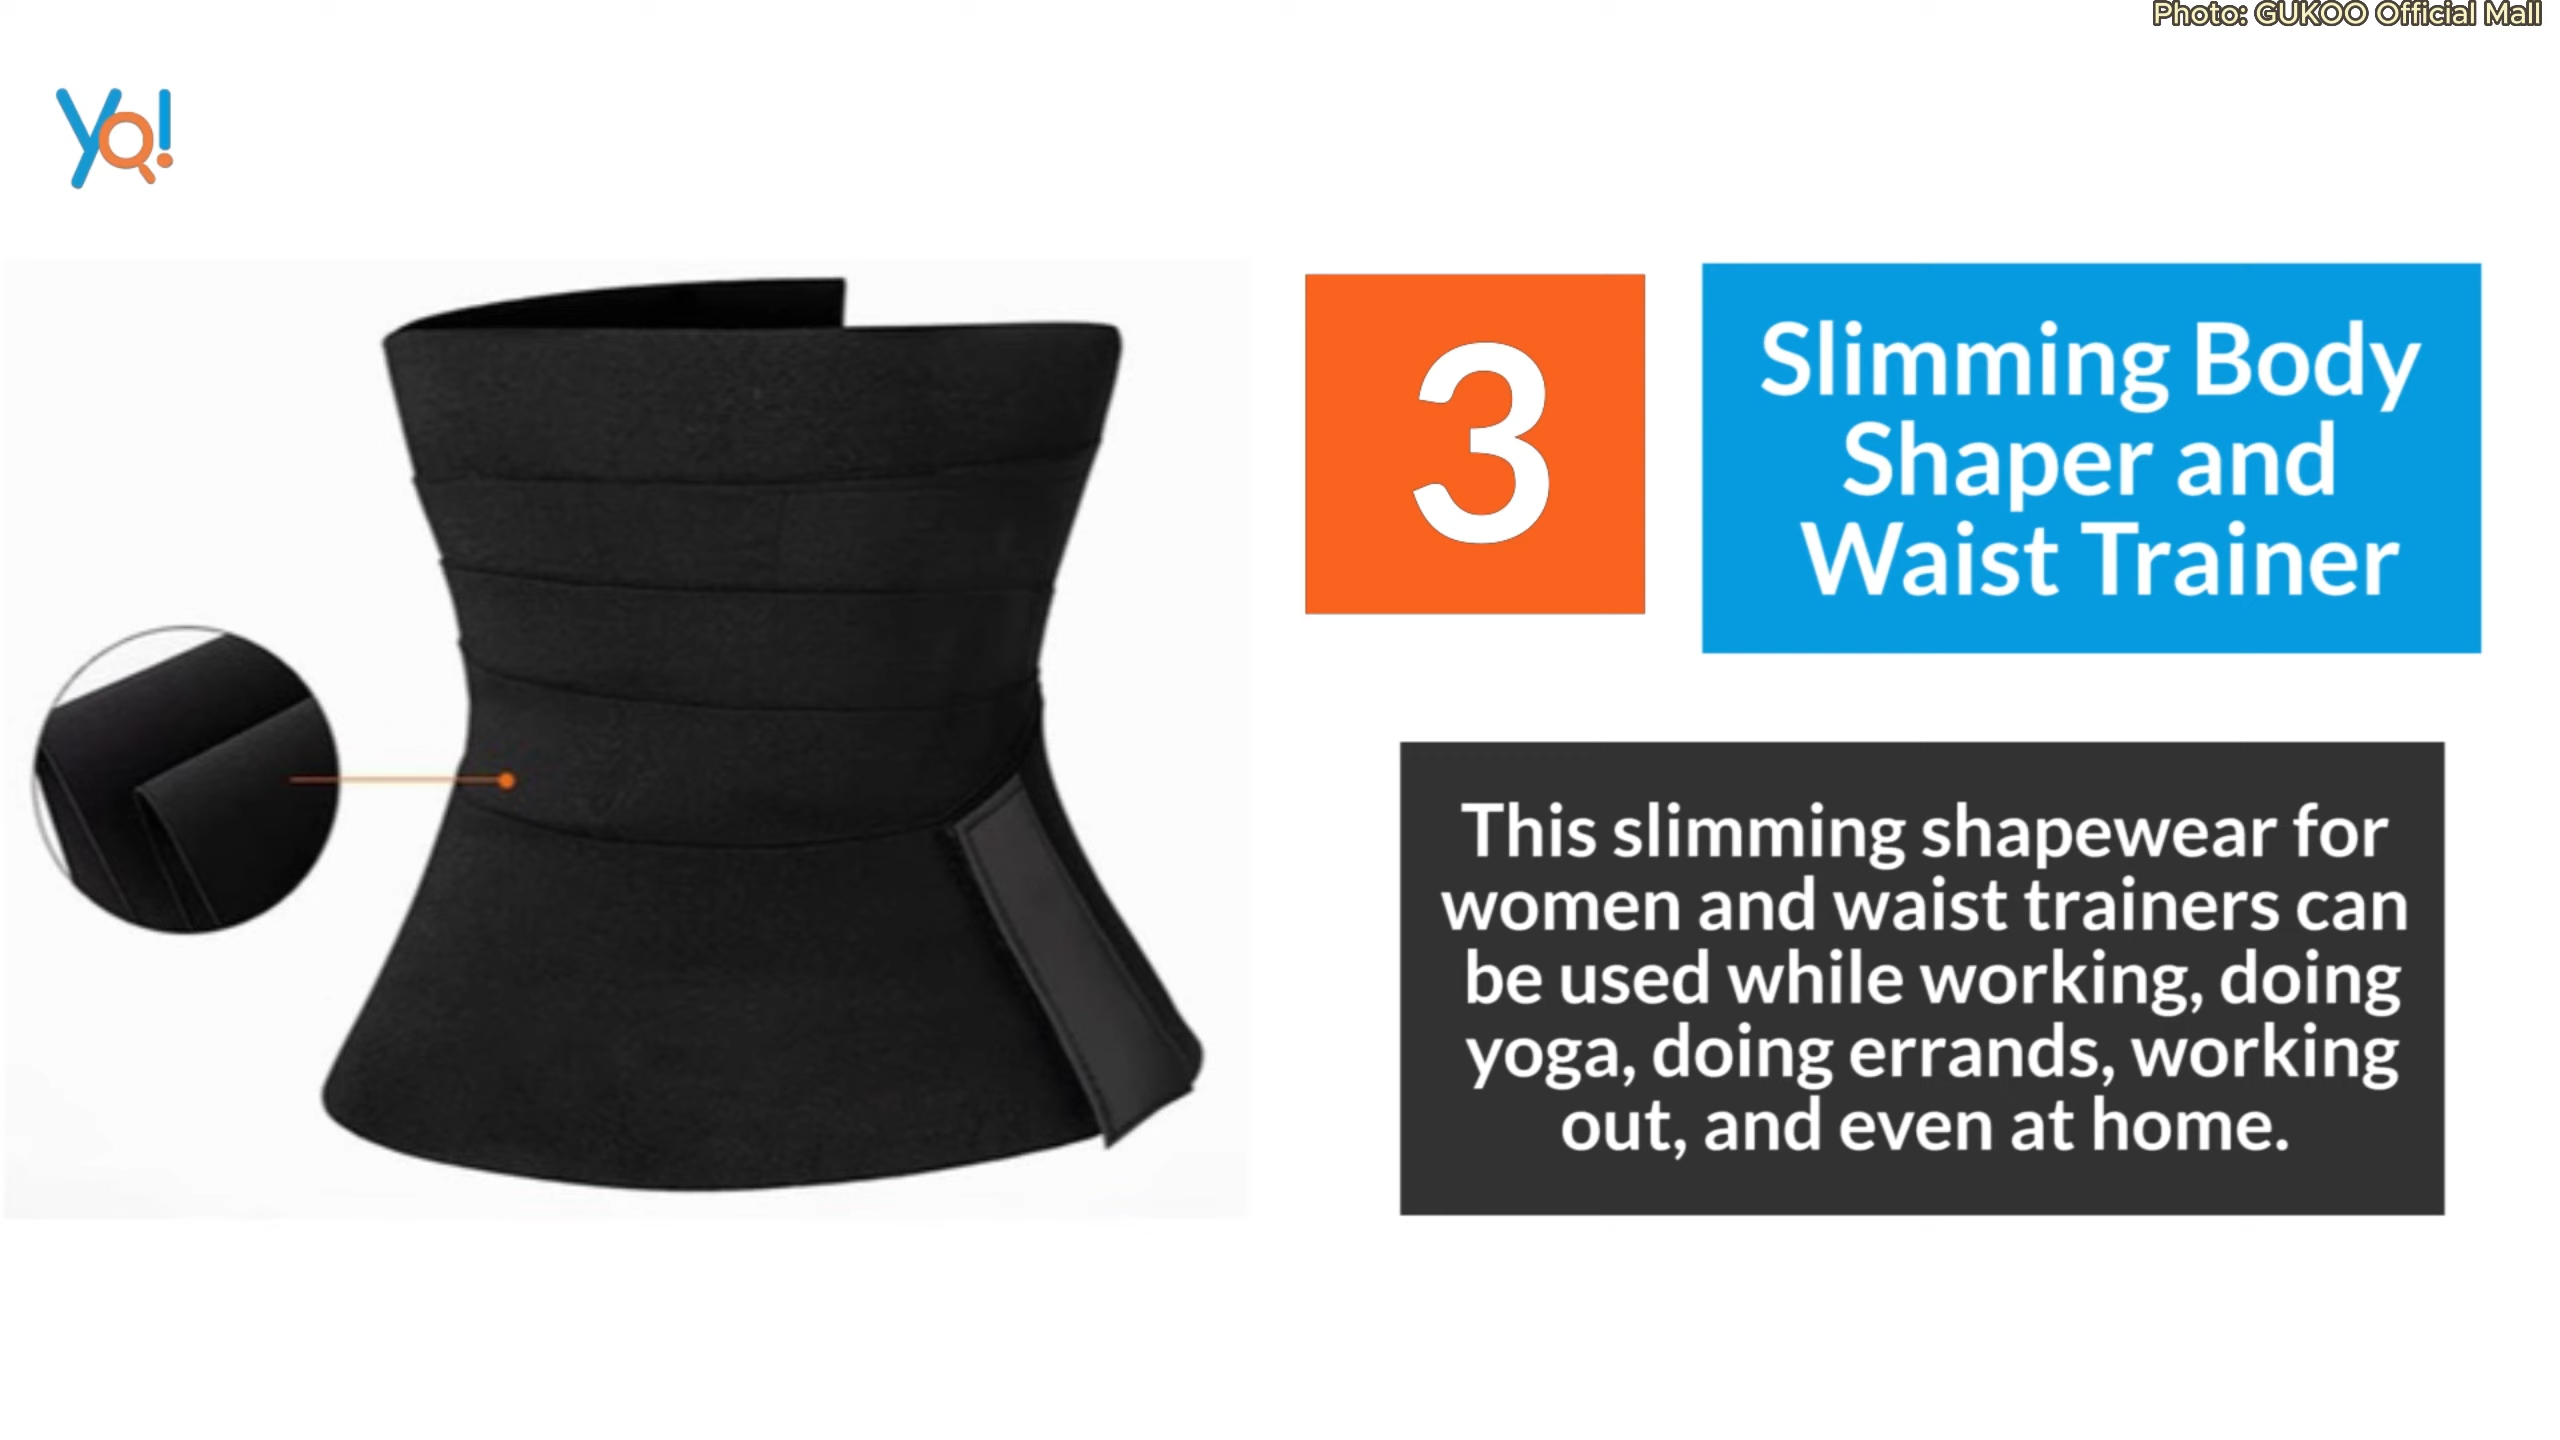 Photo: GUKOO Official Mall
YO!
3
Slimming Body
Shaper and
Waist Trainer
This slimming shapewear for
women and waist trainers can
be used while working, doing
yoga, doing errands, working
out, and even at home.